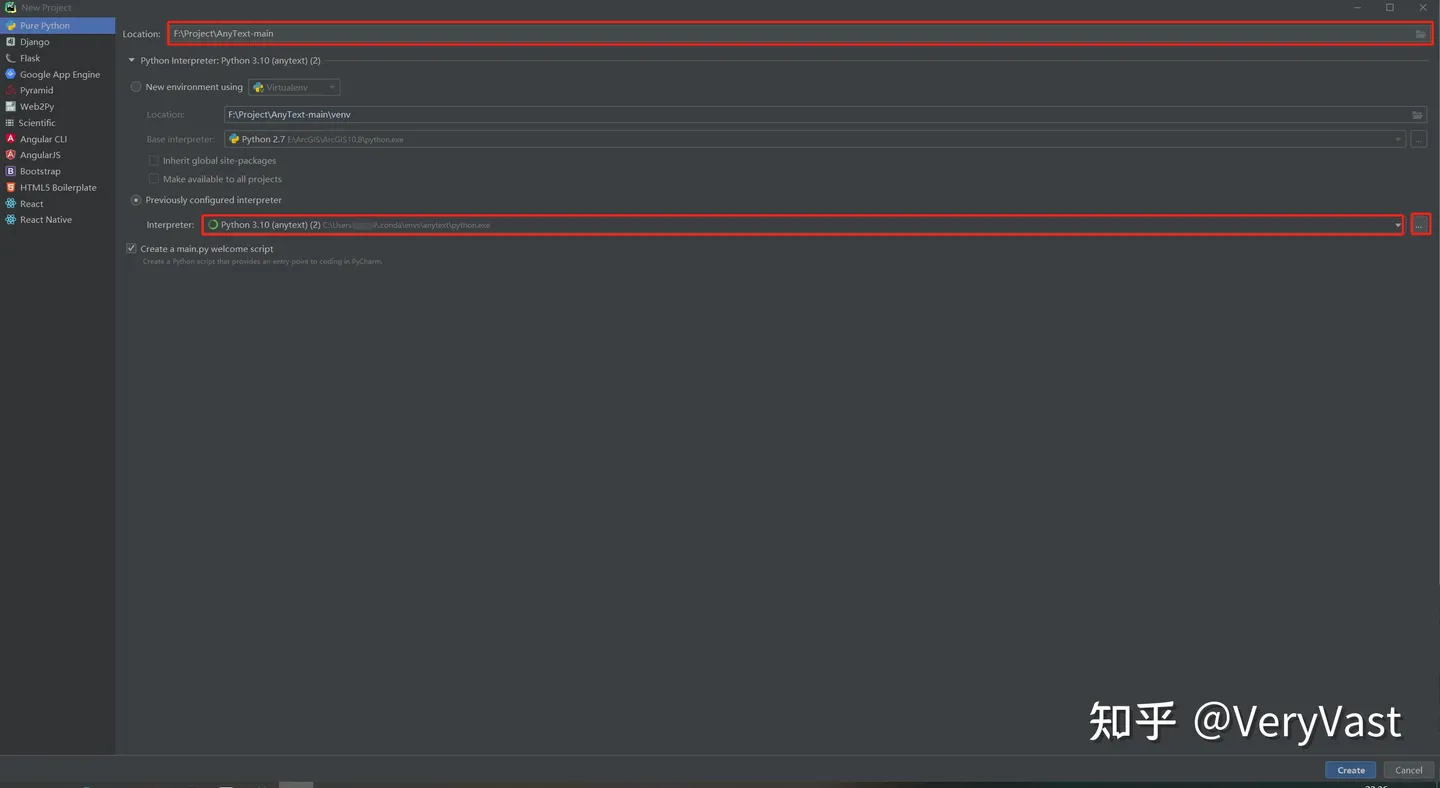 New Project
Pure Python
Django
Flask
Google App Engine
Pyramid
Web2Py
Scientific
Angular CLI
AngularJS
Bootstrap
HTML5 Boilerplate
React
React Native
Location: F:\Project\AnyText-main
Python Interpreter: Python 3.10 (anytext) (2)
New environment using Virtualenv
Location: F:\Project\AnyText-main\venv
Base interpreter: Python 2.7 E:\ArcGIS\ArcGIS10.8\python.exe
...
Inherit global site-packages
Make available to all projects
Previously configured interpreter
Interpreter: Python 3.10 (anytext) (2) C:\Users \.conda\envs\anytext\python.exe
...
Create a main.py welcome script
Create a Python script that provides an entry point to coding in PyCharm.
知乎 @VeryVast
Create
Cancel